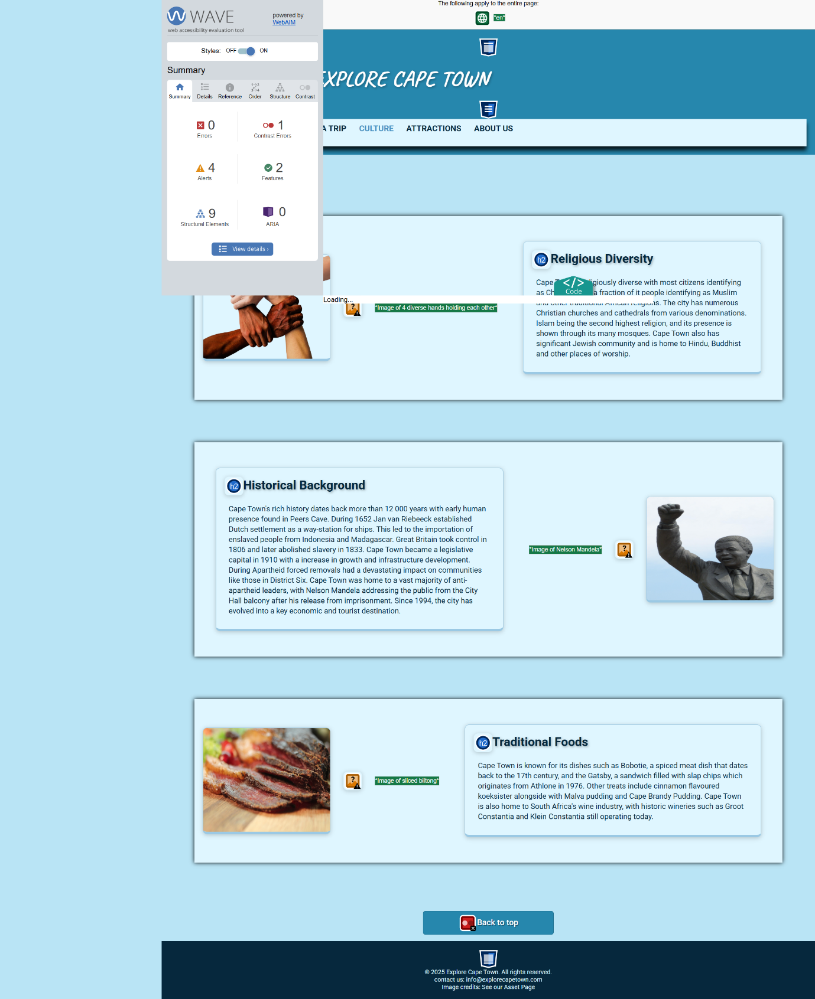 WAVE
powered by
WebAIM
web accessibility evaluation tool
Styles: OFF ON
Summary
Summary Details Reference Order Structure Contrast
0
Errors
1
Contrast Errors
4
Alerts
2
Features
9
Structural Elements
0
ARIA
View details ›
The following apply to the entire page:
*en*
EXPLORE CAPE TOWN
A TRIP CULTURE ATTRACTIONS ABOUT US
Loading...
*Image of 4 diverse hands holding each other*
</> Code
h2 Religious Diversity
Cape giously diverse with most citizens identifying
as Ch a fraction of it people identifying as Muslim
and other traditional African religions. The city has numerous
Christian churches and cathedrals from various denominations.
Islam being the second highest religion, and its presence is
shown through its many mosques. Cape Town also has
significant Jewish community and is home to Hindu, Buddhist
and other places of worship.
h2 Historical Background
Cape Town's rich history dates back more than 12 000 years with early human
presence found in Peers Cave. During 1652 Jan van Riebeeck established
Dutch settlement as a way-station for ships. This led to the importation of
enslaved people from Indonesia and Madagascar. Great Britain took control in
1806 and later abolished slavery in 1833. Cape Town became a legislative
capital in 1910 with a increase in growth and infrastructure development.
During Apartheid forced removals had a devastating impact on communities
like those in District Six. Cape Town was home to a vast majority of anti-
apartheid leaders, with Nelson Mandela addressing the public from the City
Hall balcony after his release from imprisonment. Since 1994, the city has
evolved into a key economic and tourist destination.
*Image of Nelson Mandela*
*Image of sliced biltong*
h2 Traditional Foods
Cape Town is known for its dishes such as Bobotie, a spiced meat dish that dates
back to the 17th century, and the Gatsby, a sandwich filled with slap chips which
originates from Athlone in 1976. Other treats include cinnamon flavoured
koeksister alongside with Malva pudding and Cape Brandy Pudding. Cape Town
is also home to South Africa's wine industry, with historic wineries such as Groot
Constantia and Klein Constantia still operating today.
Back to top
© 2025 Explore Cape Town. All rights reserved.
contact us: info@explorecapetown.com
Image credits: See our Asset Page